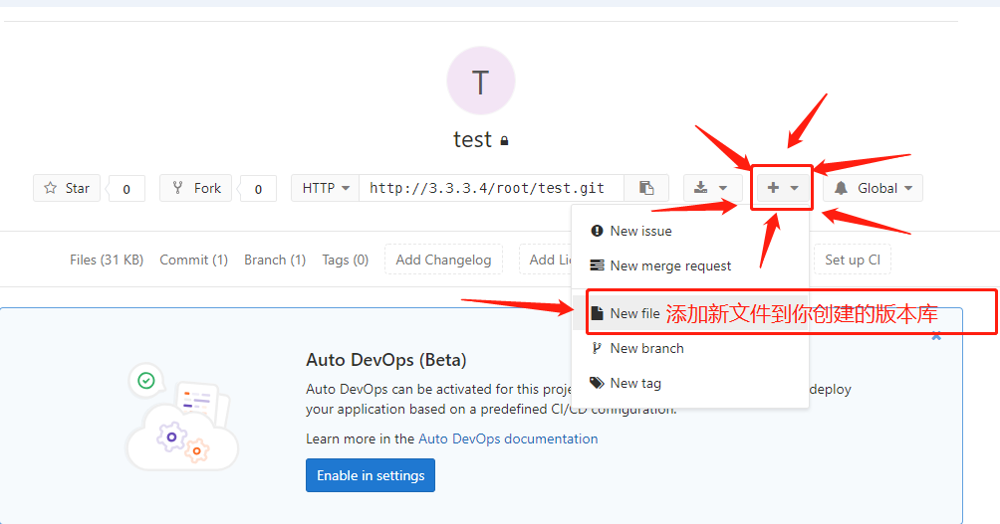 T
test
Star 0 Fork 0 HTTP http://3.3.3.4/root/test.git Global
New issue
Files (31 KB) Commit (1) Branch (1) Tags (0) Add Changelog Add Li Set up CI
New merge request
New file 添加新文件到你创建的版本库
New branch
New tag
Auto DevOps (Beta)
Auto DevOps can be activated for this proje deploy
your application based on a predefined CI/CD configuration.
Learn more in the Auto DevOps documentation
Enable in settings